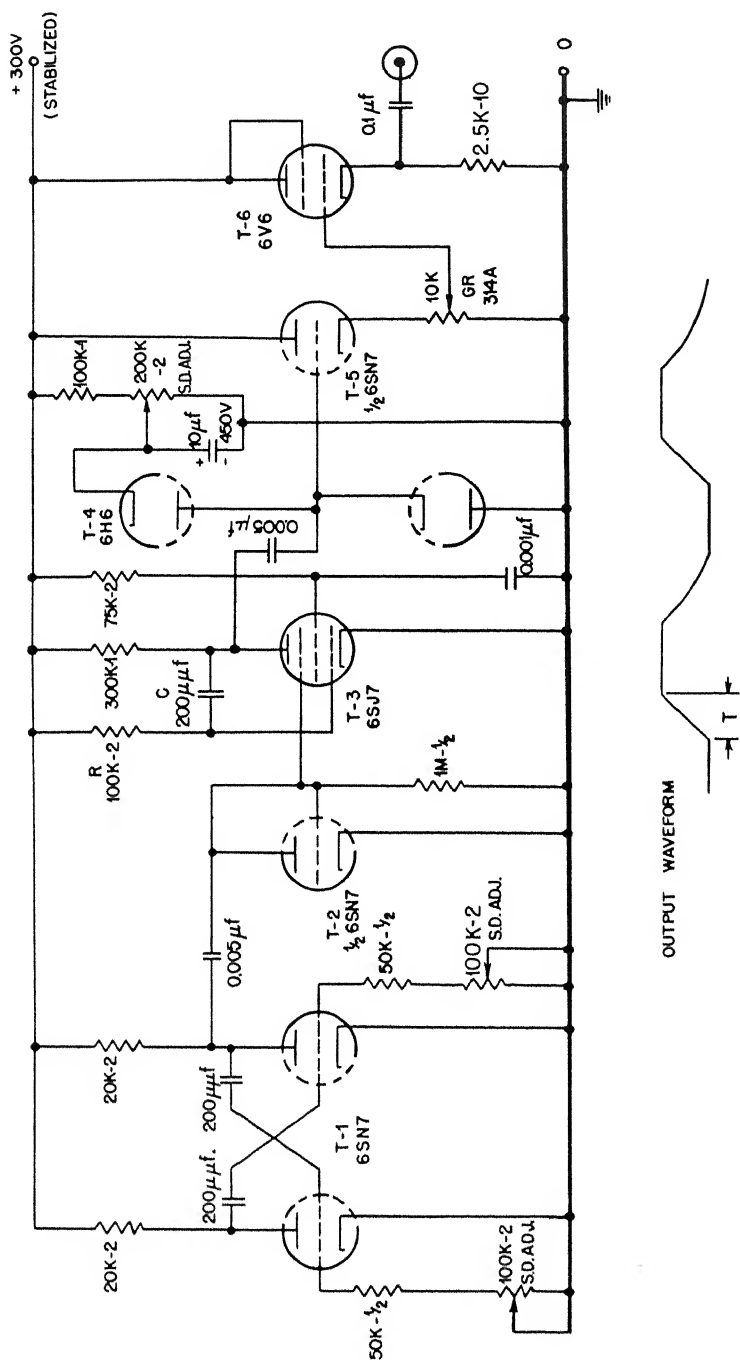 + 300V
(STABILIZED)
20K-2
20K-2
R
100K-2
300K-1
75K-2
100K-1
200K
-2
S.D. ADJ.
T-4
6H6
+
10µf
-
450V
T-6
6V6
0.1 µf
2.5K-10
0
200µµf.
200µµf
0.005µf
C
200µµf
0.005µf
T-5
½ 6SN7
10K
GR
314A
T-1
6SN7
T-2
½ 6SN7
T-3
6SJ7
0.001µf
50K-½
100K-2
S.D. ADJ.
50K-½
100K-2
S.D. ADJ.
1M-½
OUTPUT WAVEFORM
T